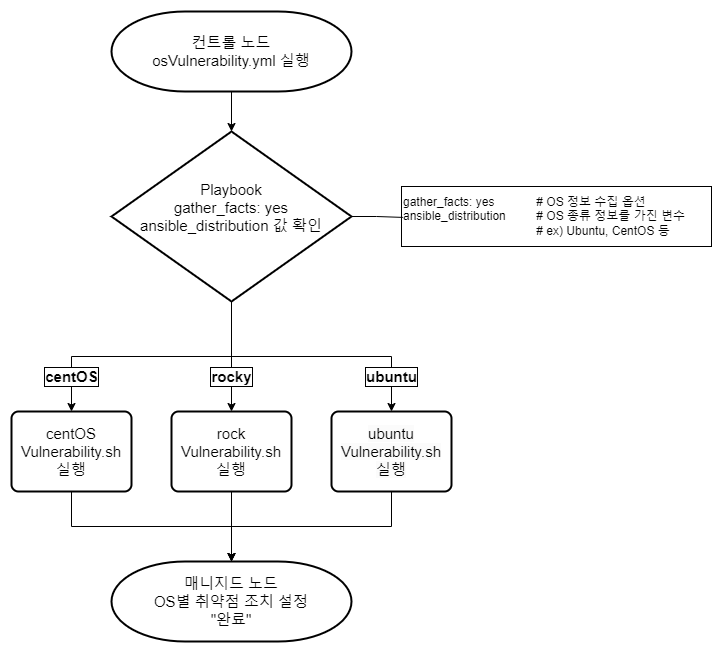 컨트롤 노드
osVulnerability.yml 실행
Playbook
gather_facts: yes
ansible_distribution 값 확인
gather_facts: yes # OS 정보 수집 옵션
ansible_distribution # OS 종류 정보를 가진 변수
# ex) Ubuntu, CentOS 등
centOS
rocky
ubuntu
centOS
Vulnerability.sh
실행
rock
Vulnerability.sh
실행
ubuntu
Vulnerability.sh
실행
매니지드 노드
OS별 취약점 조치 설정
"완료"